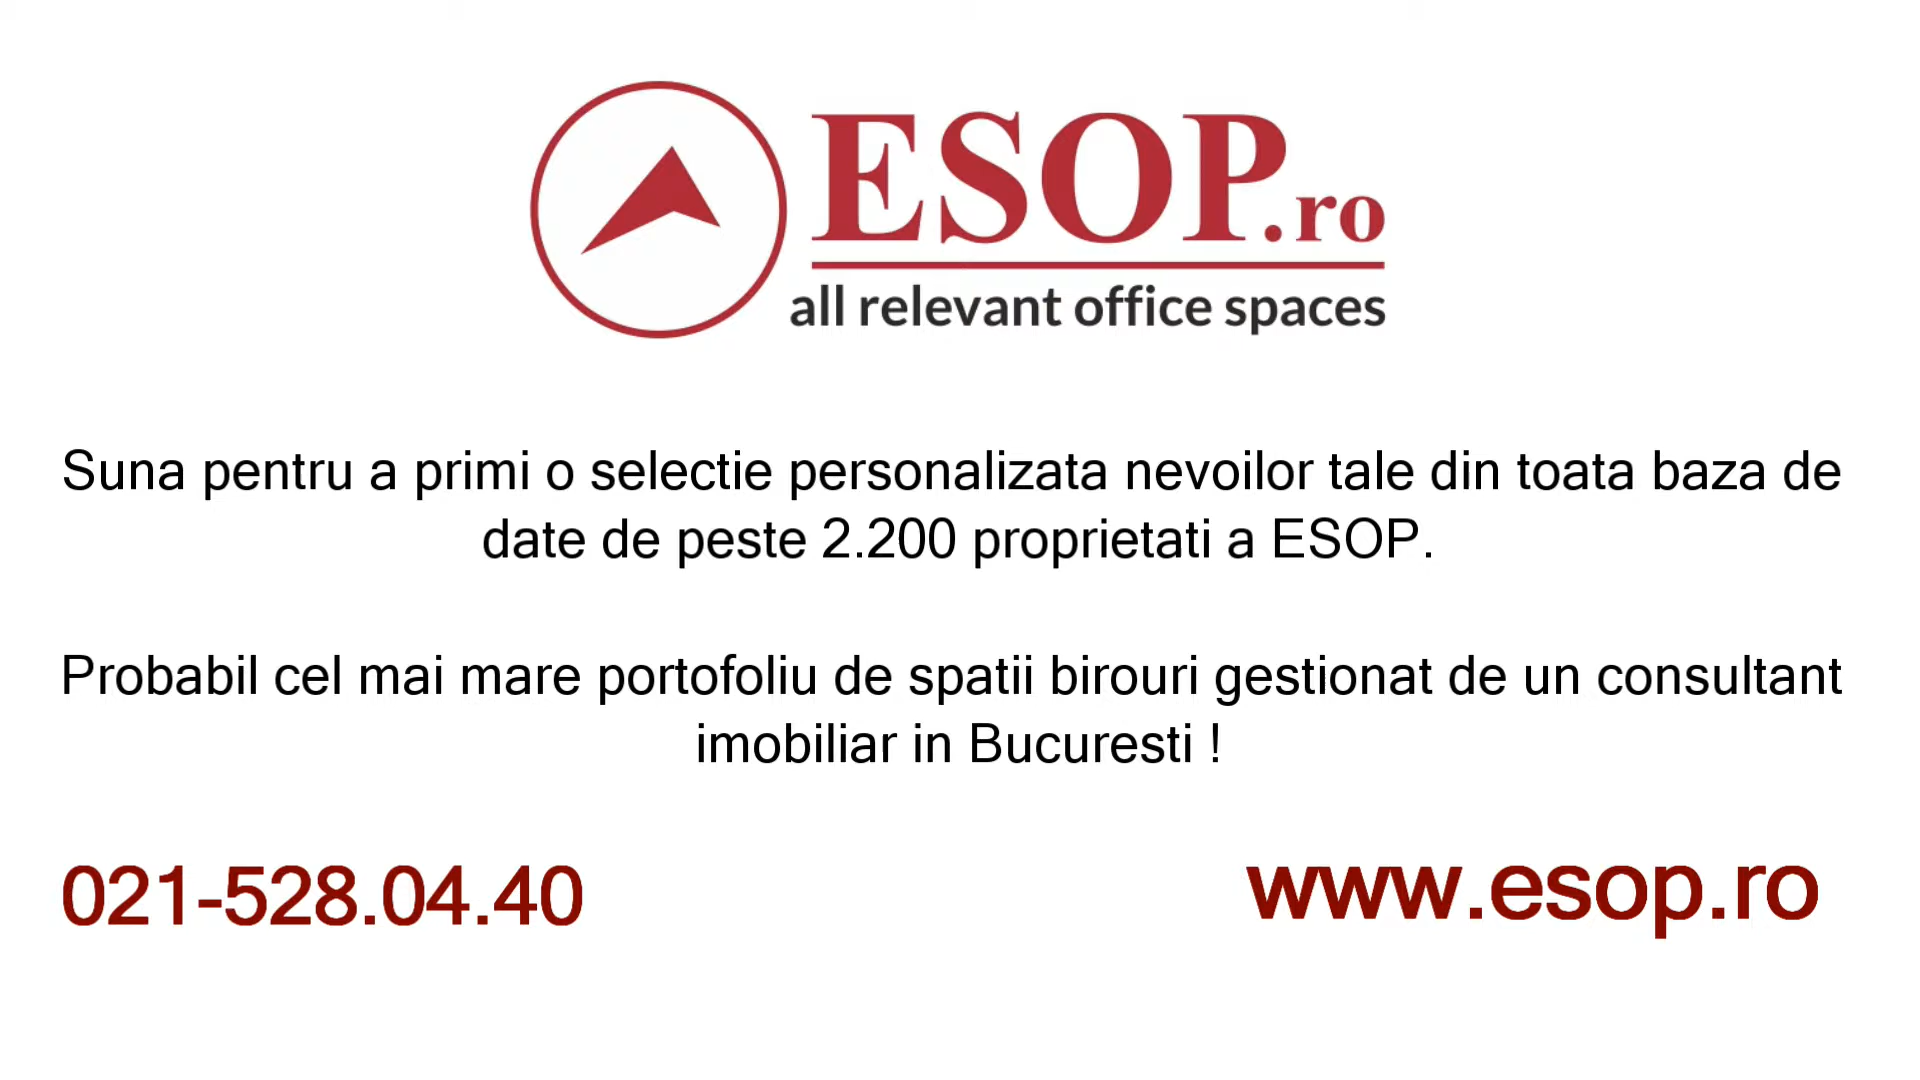 ESOP.ro
all relevant office spaces
Suna pentru a primi o selectie personalizata nevoilor tale din toata baza de
date de peste 2.200 proprietati a ESOP.
Probabil cel mai mare portofoliu de spatii birouri gestionat de un consultant
imobiliar in Bucuresti !
021-528.04.40
www.esop.ro